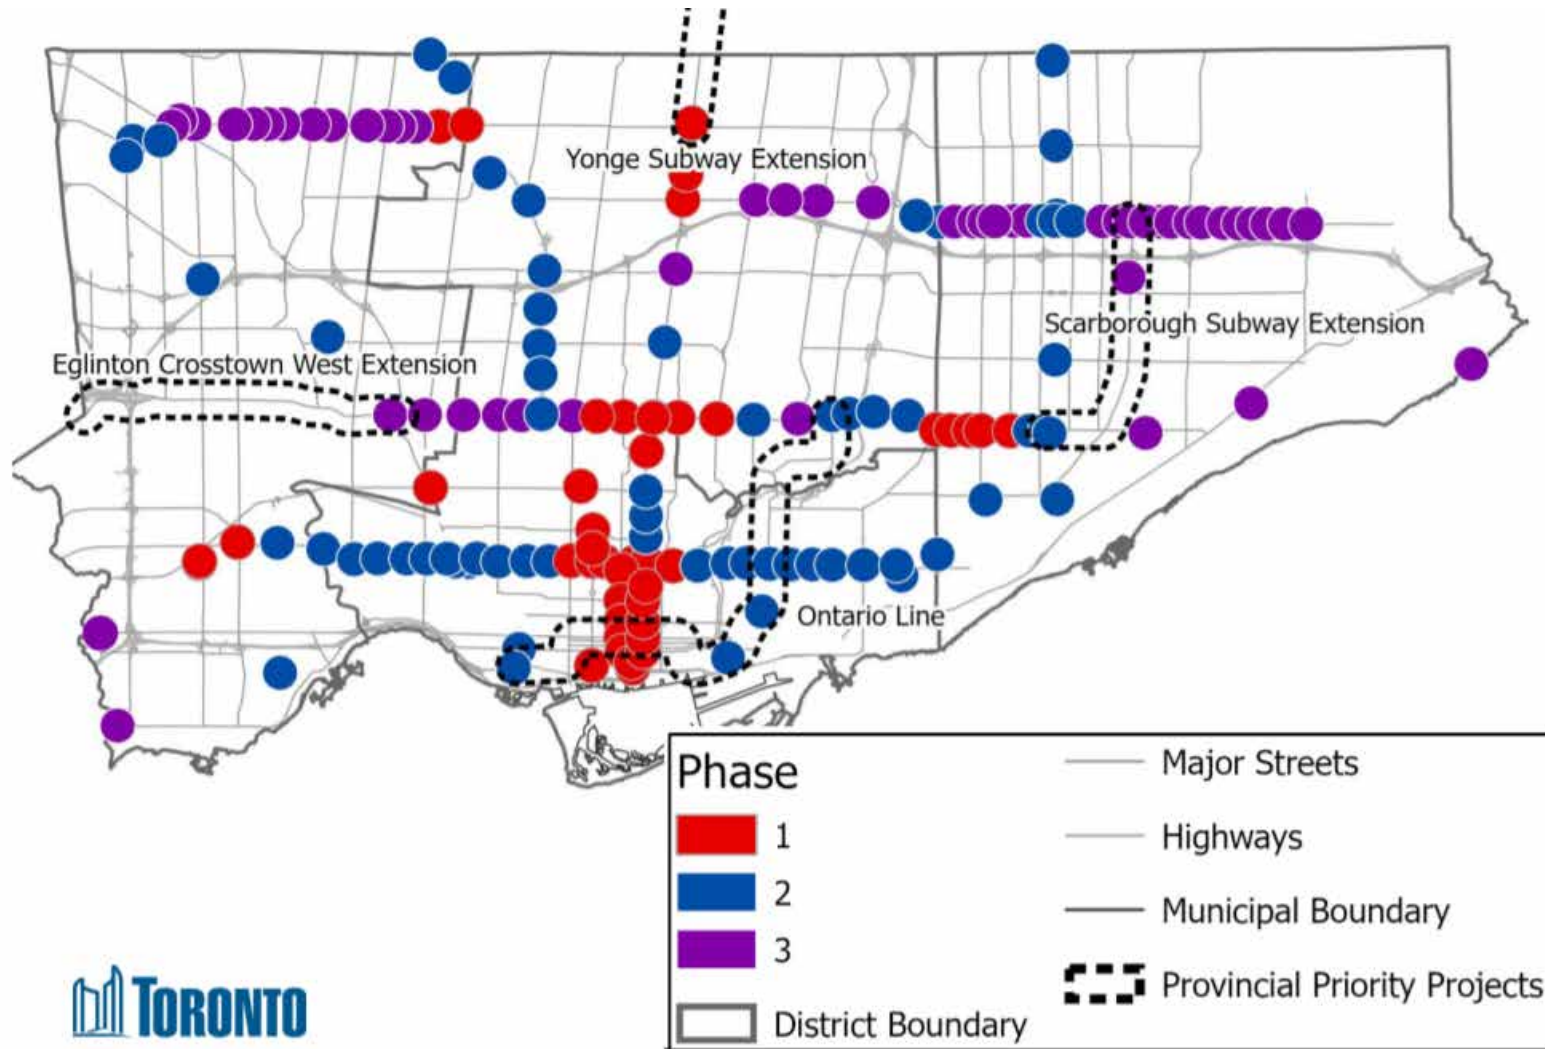 Yonge Subway Extension
Scarborough Subway Extension
Eglinton Crosstown West Extension
Ontario Line
Phase
1
2
3
District Boundary
Major Streets
Highways
Municipal Boundary
Provincial Priority Projects
TORONTO